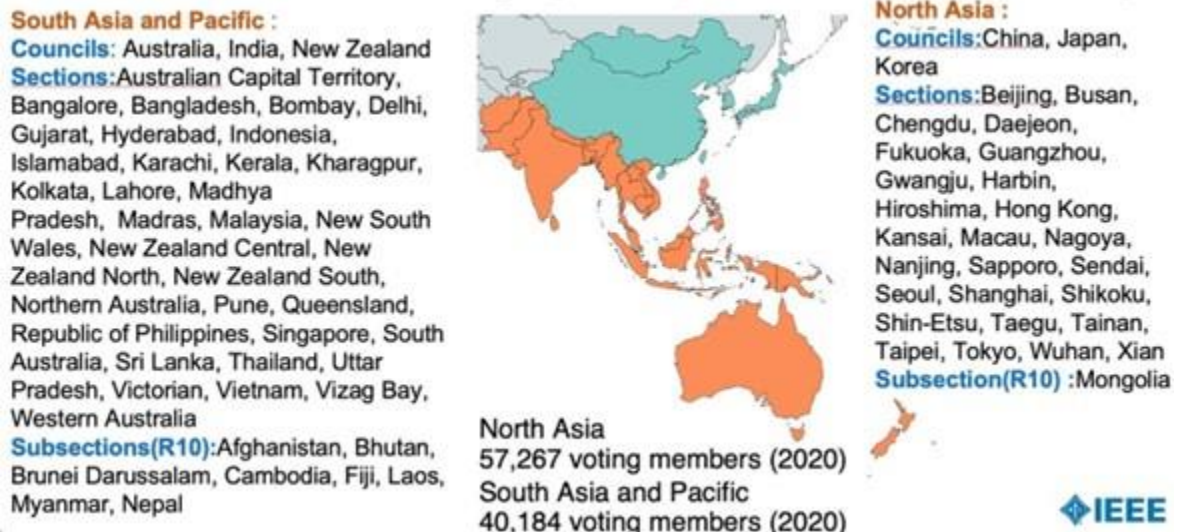 South Asia and Pacific :
Councils: Australia, India, New Zealand
Sections:Australian Capital Territory,
Bangalore, Bangladesh, Bombay, Delhi,
Gujarat, Hyderabad, Indonesia,
Islamabad, Karachi, Kerala, Kharagpur,
Kolkata, Lahore, Madhya
Pradesh, Madras, Malaysia, New South
Wales, New Zealand Central, New
Zealand North, New Zealand South,
Northern Australia, Pune, Queensland,
Republic of Philippines, Singapore, South
Australia, Sri Lanka, Thailand, Uttar
Pradesh, Victorian, Vietnam, Vizag Bay,
Western Australia
Subsections(R10):Afghanistan, Bhutan,
Brunei Darussalam, Cambodia, Fiji, Laos,
Myanmar, Nepal
North Asia
57,267 voting members (2020)
South Asia and Pacific
40,184 voting members (2020)
North Asia :
Councils:China, Japan,
Korea
Sections:Beijing, Busan,
Chengdu, Daejeon,
Fukuoka, Guangzhou,
Gwangju, Harbin,
Hiroshima, Hong Kong,
Kansai, Macau, Nagoya,
Nanjing, Sapporo, Sendai,
Seoul, Shanghai, Shikoku,
Shin-Etsu, Taegu, Tainan,
Taipei, Tokyo, Wuhan, Xian
Subsection(R10) :Mongolia
IEEE